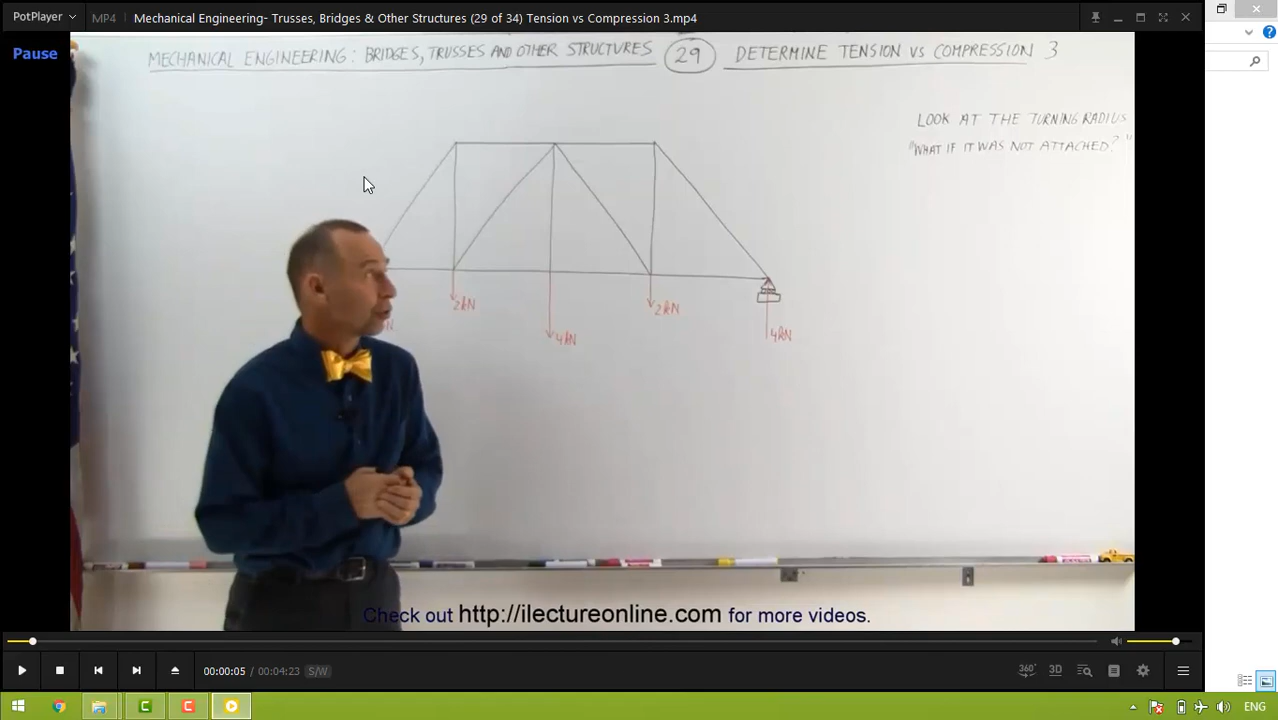 PotPlayer
MP4
Mechanical Engineering- Trusses, Bridges & Other Structures (29 of 34) Tension vs Compression 3.mp4
Pause
MECHANICAL ENGINEERING: BRIDGES, TRUSSES AND OTHER STRUCTURES 29 DETERMINE TENSION VS COMPRESSION 3
LOOK AT THE TURNING RADIUS
"WHAT IF IT WAS NOT ATTACHED?"
2kN
2kN
N
4kN
4kN
Check out http://ilectureonline.com for more videos.
00:00:05 / 00:04:23 S/W
360°
3D
ENG